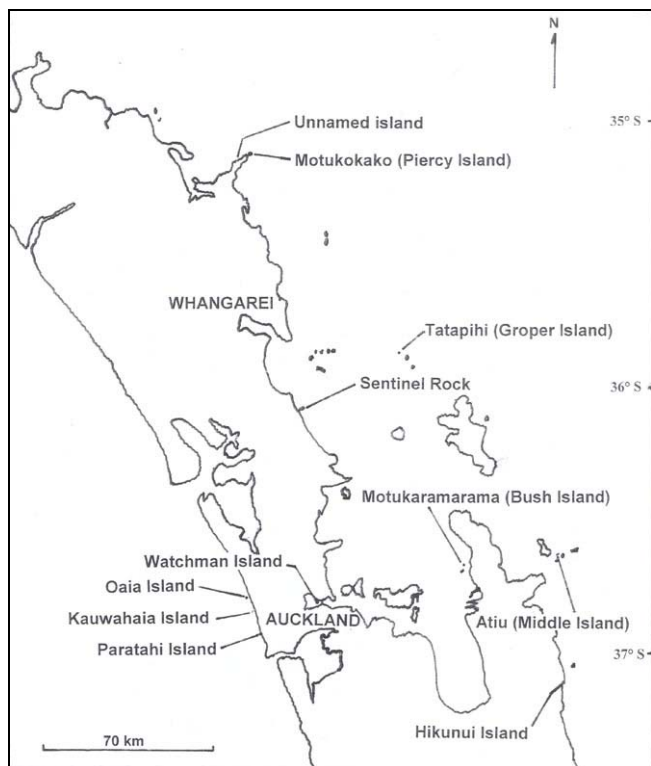 N
35° S
Unnamed island
Motukokako (Piercy Island)
WHANGAREI
Tatapihi (Groper Island)
Sentinel Rock
36° S
Motukaramarama (Bush Island)
Watchman Island
Oaia Island
Kauwahaia Island
AUCKLAND
Atiu (Middle Island)
Paratahi Island
37° S
Hikunui Island
70 km